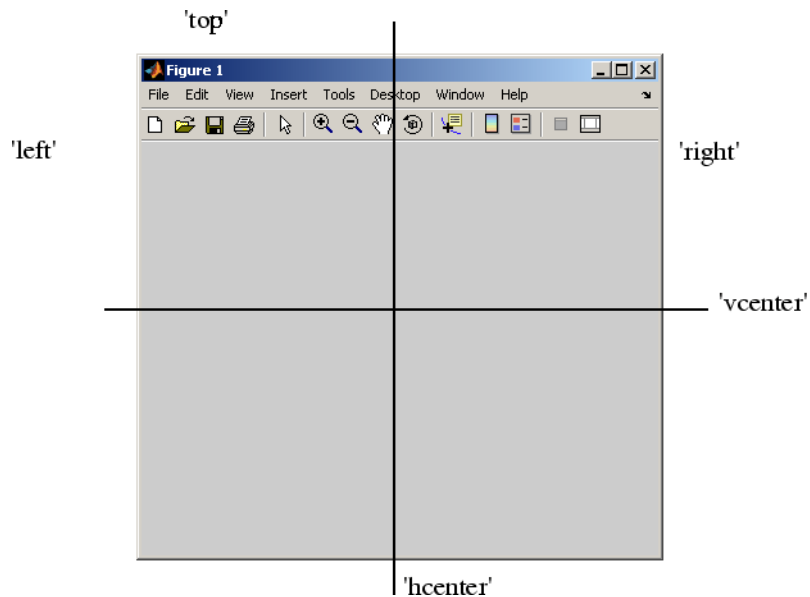 'top'
Figure 1
File Edit View Insert Tools Desktop Window Help
'left'
'right'
'vcenter'
'hcenter'